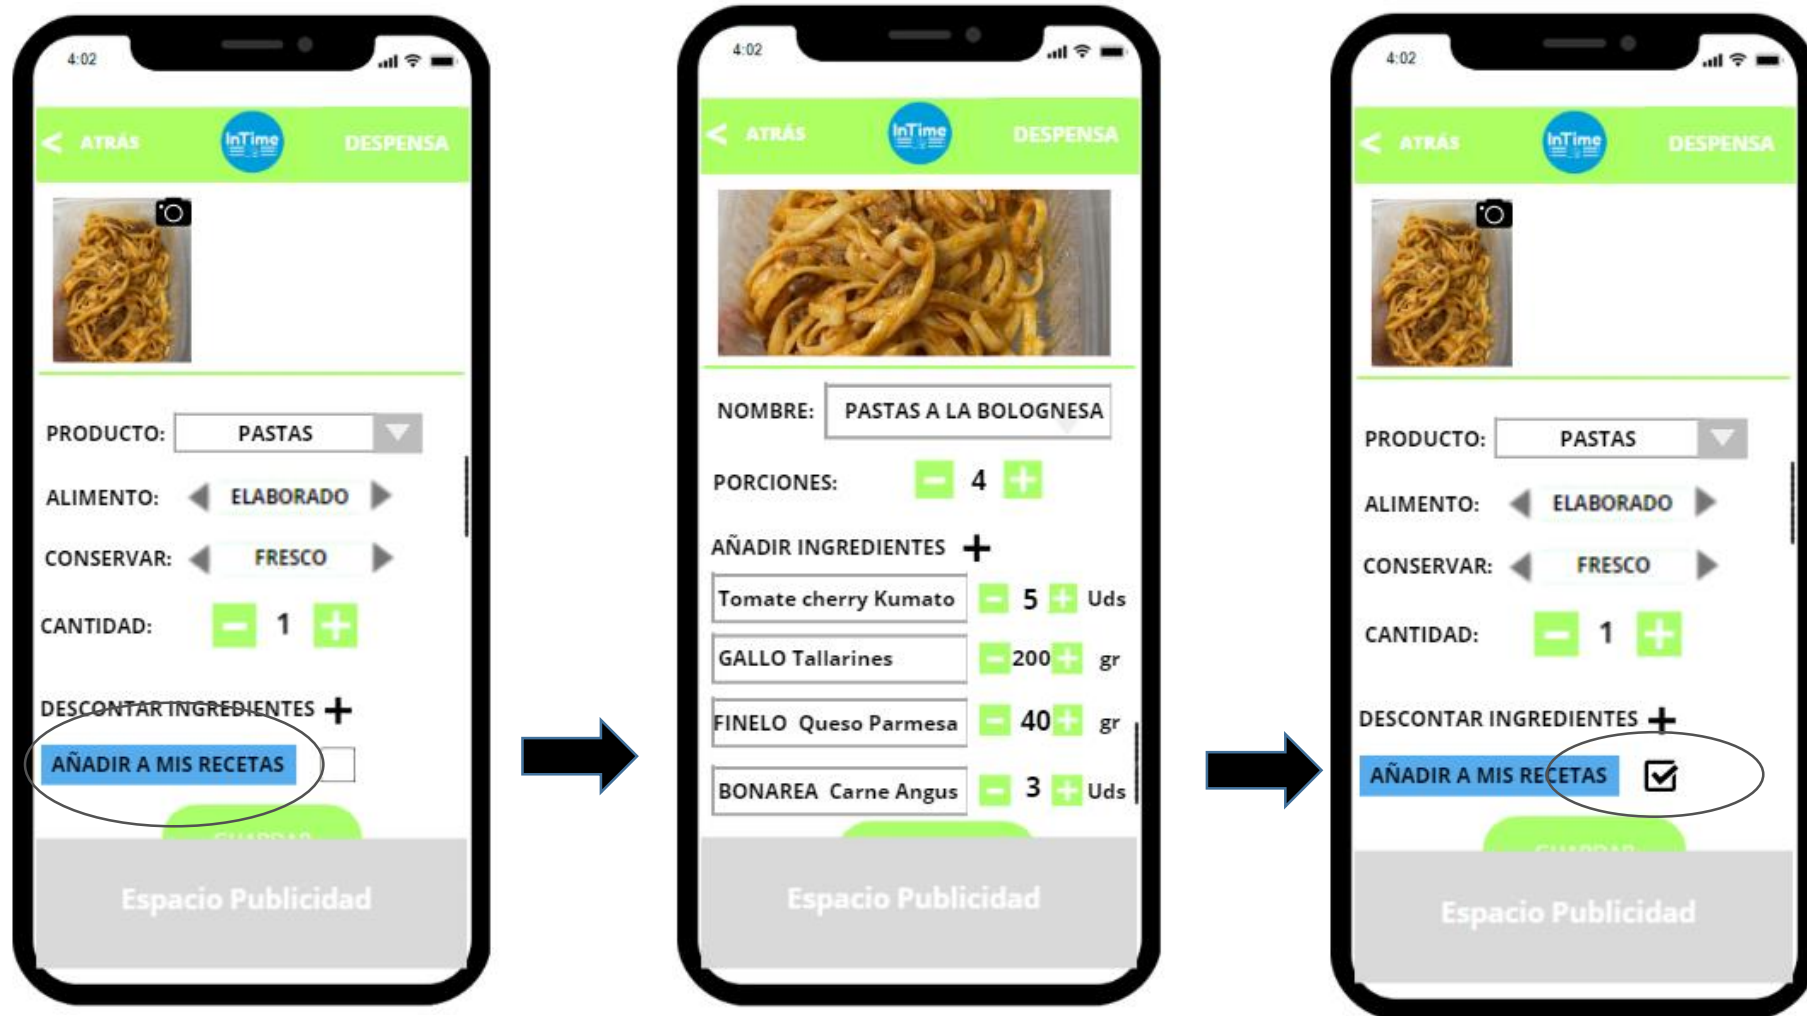 4:02
< ATRÁS InTime DESPENSA
PRODUCTO: PASTAS
ALIMENTO: ELABORADO
CONSERVAR: FRESCO
CANTIDAD: - 1 +
DESCONTAR INGREDIENTES +
AÑADIR A MIS RECETAS
Espacio Publicidad
4:02
< ATRÁS InTime DESPENSA
NOMBRE: PASTAS A LA BOLOGNESA
PORCIONES: - 4 +
AÑADIR INGREDIENTES +
Tomate cherry Kumato - 5 + Uds
GALLO Tallarines - 200 + gr
FINELO Queso Parmesa - 40 + gr
BONAREA Carne Angus - 3 + Uds
Espacio Publicidad
4:02
< ATRÁS InTime DESPENSA
PRODUCTO: PASTAS
ALIMENTO: ELABORADO
CONSERVAR: FRESCO
CANTIDAD: - 1 +
DESCONTAR INGREDIENTES +
AÑADIR A MIS RECETAS
Espacio Publicidad